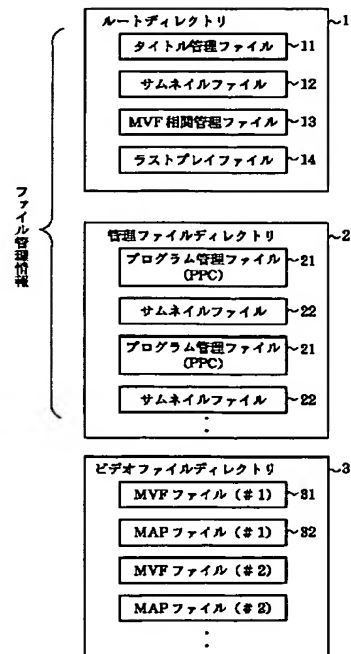 ルートディレクトリ ~1
タイトル管理ファイル ~11
サムネイルファイル ~12
MVF相関管理ファイル ~13
ラストプレイファイル ~14
ファイル管理情報
管理ファイルディレクトリ ~2
プログラム管理ファイル
(PPC) ~21
サムネイルファイル ~22
プログラム管理ファイル
(PPC) ~21
サムネイルファイル ~22
ビデオファイルディレクトリ ~3
MVFファイル(#1) ~31
MAPファイル(#1) ~32
MVFファイル(#2)
MAPファイル(#2)